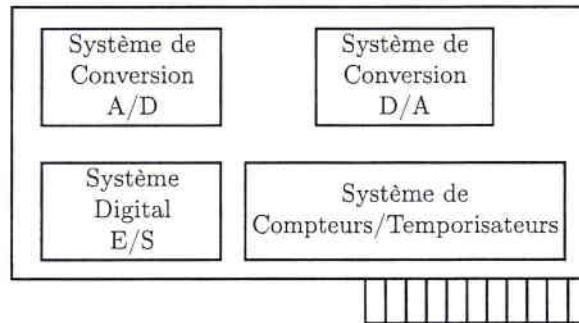 Système de
Conversion
A/D
Système de
Conversion
D/A
Système
Digital
E/S
Système de
Compteurs/Temporisateurs